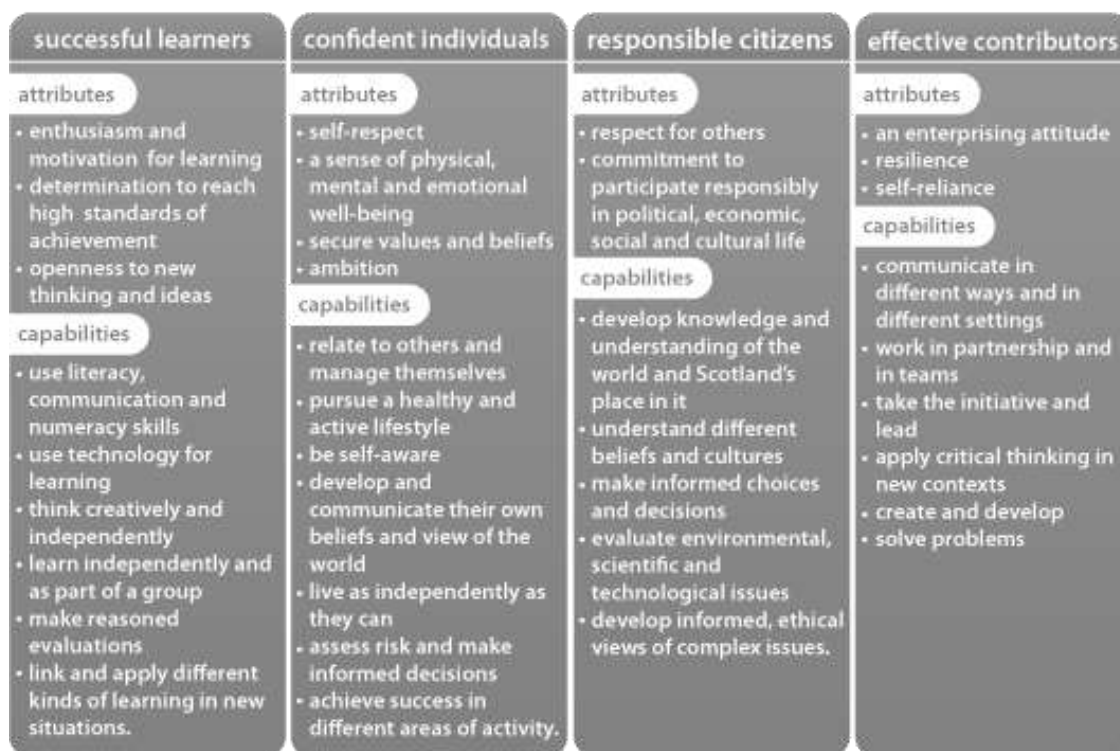 successful learners
attributes
• enthusiasm and
motivation for learning
• determination to reach
high standards of
achievement
• openness to new
thinking and ideas
capabilities
• use literacy,
communication and
numeracy skills
• use technology for
learning
• think creatively and
independently
• learn independently and
as part of a group
• make reasoned
evaluations
• link and apply different
kinds of learning in new
situations.
confident individuals
attributes
• self-respect
• a sense of physical,
mental and emotional
well-being
• secure values and beliefs
• ambition
capabilities
• relate to others and
manage themselves
• pursue a healthy and
active lifestyle
• be self-aware
• develop and
communicate their own
beliefs and view of the
world
• live as independently as
they can
• assess risk and make
informed decisions
• achieve success in
different areas of activity.
responsible citizens
attributes
• respect for others
• commitment to
participate responsibly
in political, economic,
social and cultural life
capabilities
• develop knowledge and
understanding of the
world and Scotland's
place in it
• understand different
beliefs and cultures
• make informed choices
and decisions
• evaluate environmental,
scientific and
technological issues
• develop informed, ethical
views of complex issues.
effective contributors
attributes
• an enterprising attitude
• resilience
• self-reliance
capabilities
• communicate in
different ways and in
different settings
• work in partnership and
in teams
• take the initiative and
lead
• apply critical thinking in
new contexts
• create and develop
• solve problems